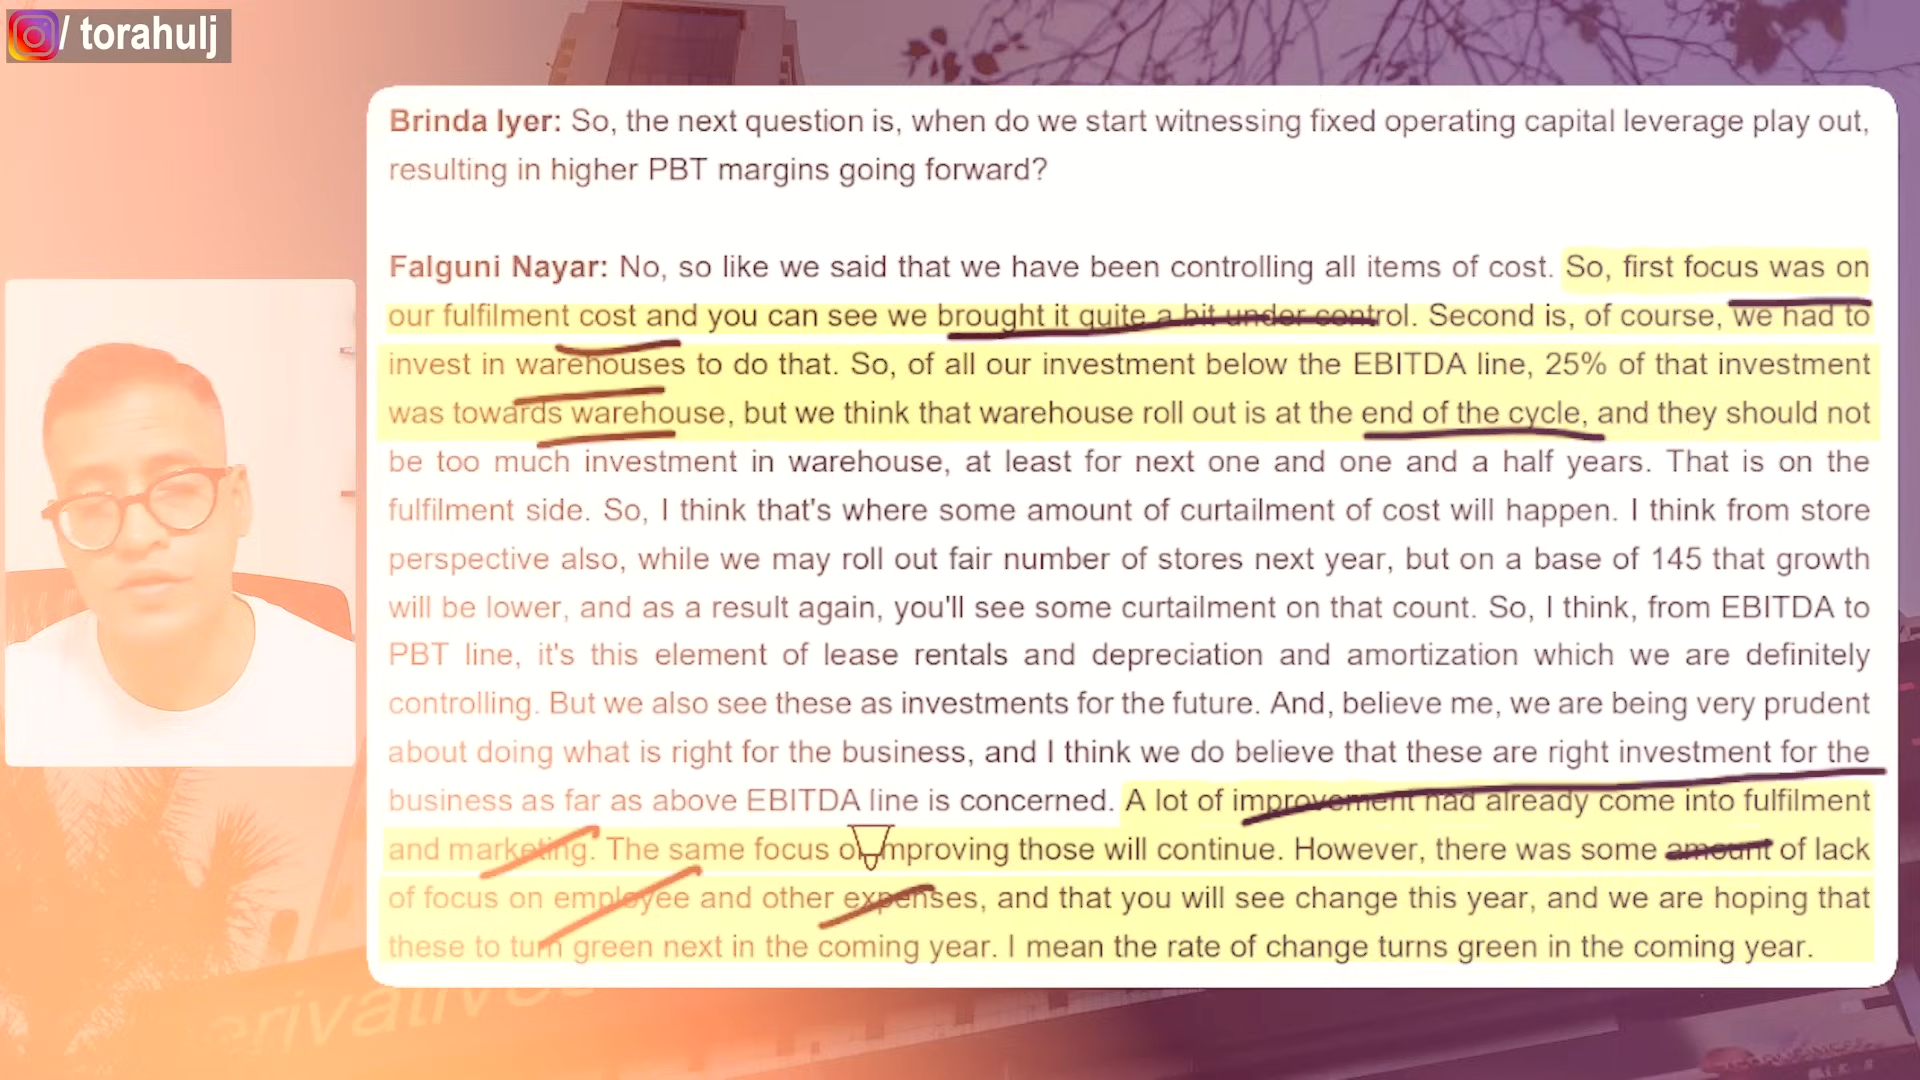 / torahulj
Brinda Iyer: So, the next question is, when do we start witnessing fixed operating capital leverage play out,
resulting in higher PBT margins going forward?
Falguni Nayar: No, so like we said that we have been controlling all items of cost. So, first focus was on
our fulfilment cost and you can see we brought it quite a bit under control. Second is, of course, we had to
invest in warehouses to do that. So, of all our investment below the EBITDA line, 25% of that investment
was towards warehouse, but we think that warehouse roll out is at the end of the cycle, and they should not
be too much investment in warehouse, at least for next one and one and a half years. That is on the
fulfilment side. So, I think that's where some amount of curtailment of cost will happen. I think from store
perspective also, while we may roll out fair number of stores next year, but on a base of 145 that growth
will be lower, and as a result again, you'll see some curtailment on that count. So, I think, from EBITDA to
PBT line, it's this element of lease rentals and depreciation and amortization which we are definitely
controlling. But we also see these as investments for the future. And, believe me, we are being very prudent
about doing what is right for the business, and I think we do believe that these are right investment for the
business as far as above EBITDA line is concerned. A lot of improvement had already come into fulfilment
and marketing. The same focus on improving those will continue. However, there was some amount of lack
of focus on employee and other expenses, and that you will see change this year, and we are hoping that
these to turn green next in the coming year. I mean the rate of change turns green in the coming year.